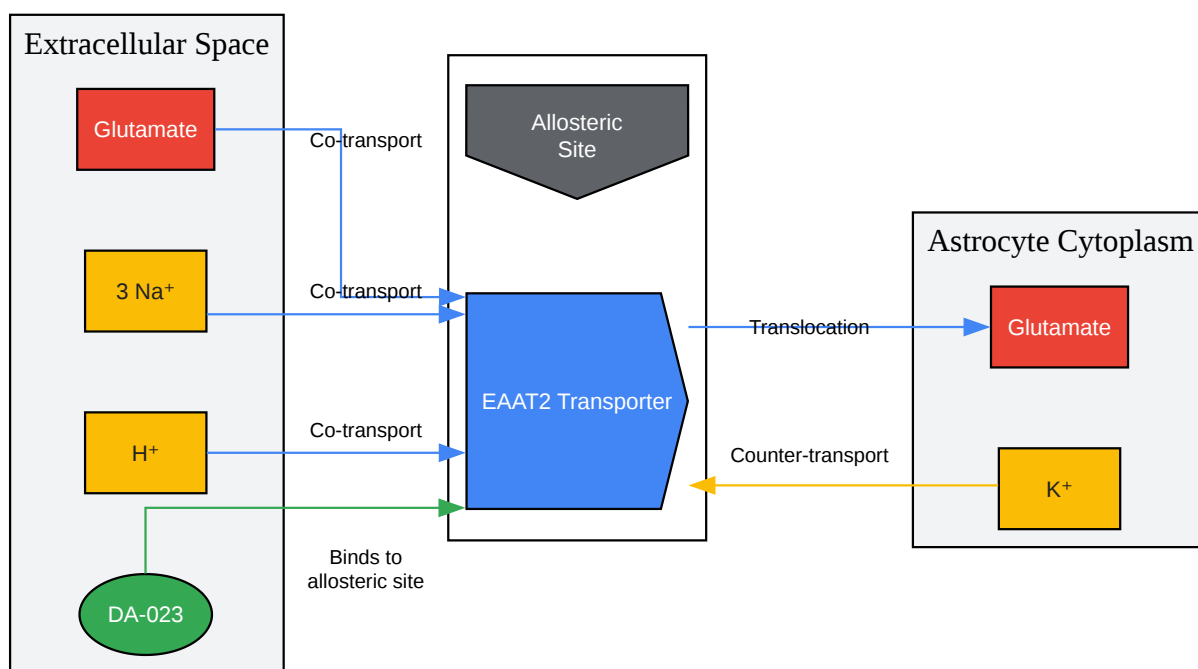 Extracellular Space
Glutamate
Co-transport
3 Na⁺
Co-transport
H⁺
Co-transport
DA-023
Binds to
allosteric site
Allosteric
Site
EAAT2 Transporter
Translocation
Counter-transport
Astrocyte Cytoplasm
Glutamate
K⁺